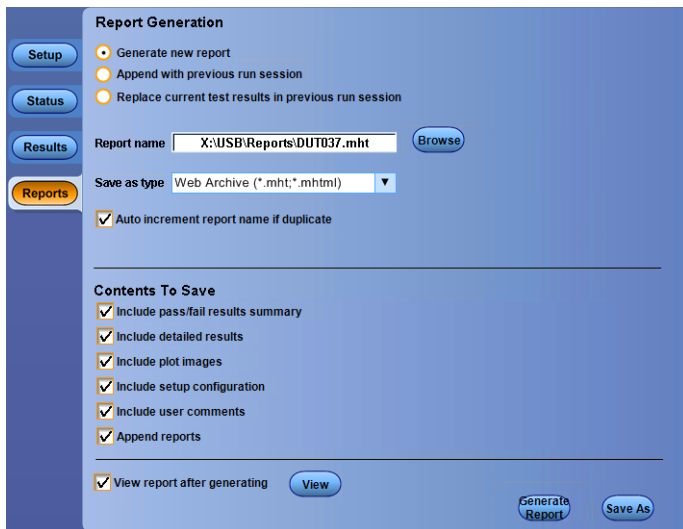 Report Generation
Setup
Generate new report
Append with previous run session
Status
Replace current test results in previous run session
Results
Report name X:\USB\Reports\DUT037.mht Browse
Save as type Web Archive (*.mht;*.mhtml)
Reports
Auto increment report name if duplicate
Contents To Save
Include pass/fail results summary
Include detailed results
Include plot images
Include setup configuration
Include user comments
Append reports
View report after generating View
Generate
Report
Save As